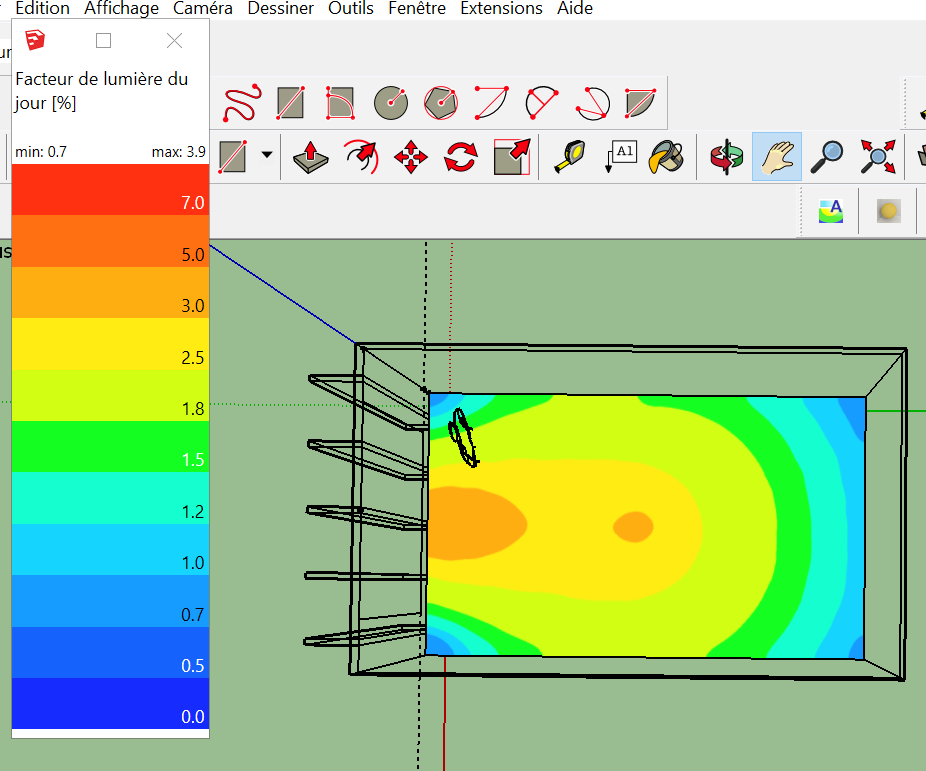 Edition Affichage Caméra Dessiner Outils Fenêtre Extensions Aide
Facteur de lumière du
jour [%]
min: 0.7 max: 3.9
7.0
5.0
3.0
2.5
1.8
1.5
1.2
1.0
0.7
0.5
0.0
A1
A